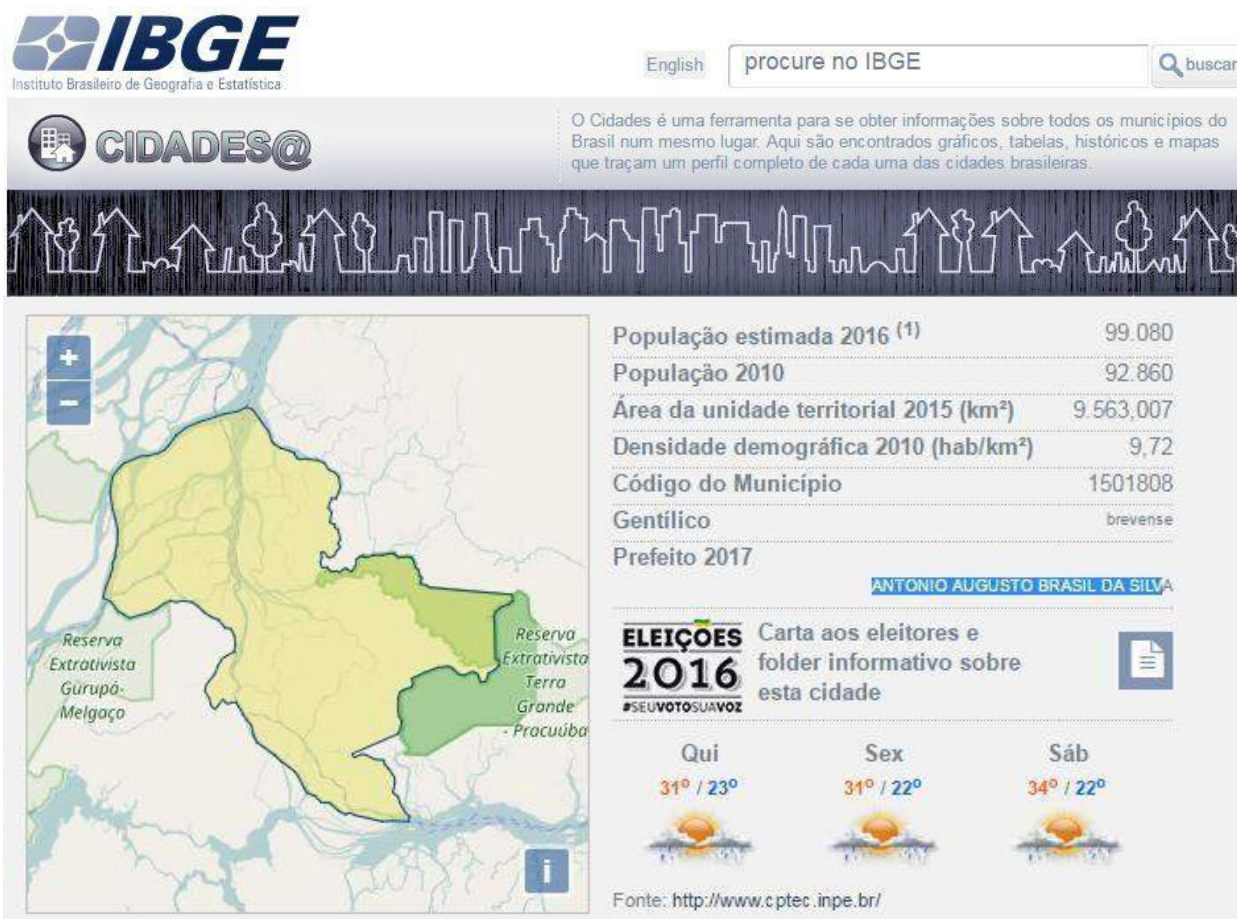 IBGE
Instituto Brasileiro de Geografia e Estatística
English
procure no IBGE
buscar
CIDADES@
O Cidades é uma ferramenta para se obter informações sobre todos os municípios do
Brasil num mesmo lugar. Aqui são encontrados gráficos, tabelas, históricos e mapas
que traçam um perfil completo de cada uma das cidades brasileiras.
+
-
Reserva
Extrativista
Gurupá-
Melgaço
Reserva
Extrativista
Terra
Grande
- Pracuúba
i
População estimada 2016 (1) 99.080
População 2010 92.860
Área da unidade territorial 2015 (km²) 9.563,007
Densidade demográfica 2010 (hab/km²) 9,72
Código do Município 1501808
Gentílico brevense
Prefeito 2017
ANTONIO AUGUSTO BRASIL DA SILVA
ELEIÇÕES
2016
#SEUVOTOSUAVOZ
Carta aos eleitores e
folder informativo sobre
esta cidade
Qui Sex Sáb
31º / 23º 31º / 22º 34º / 22º
Fonte: http://www.cptec.inpe.br/